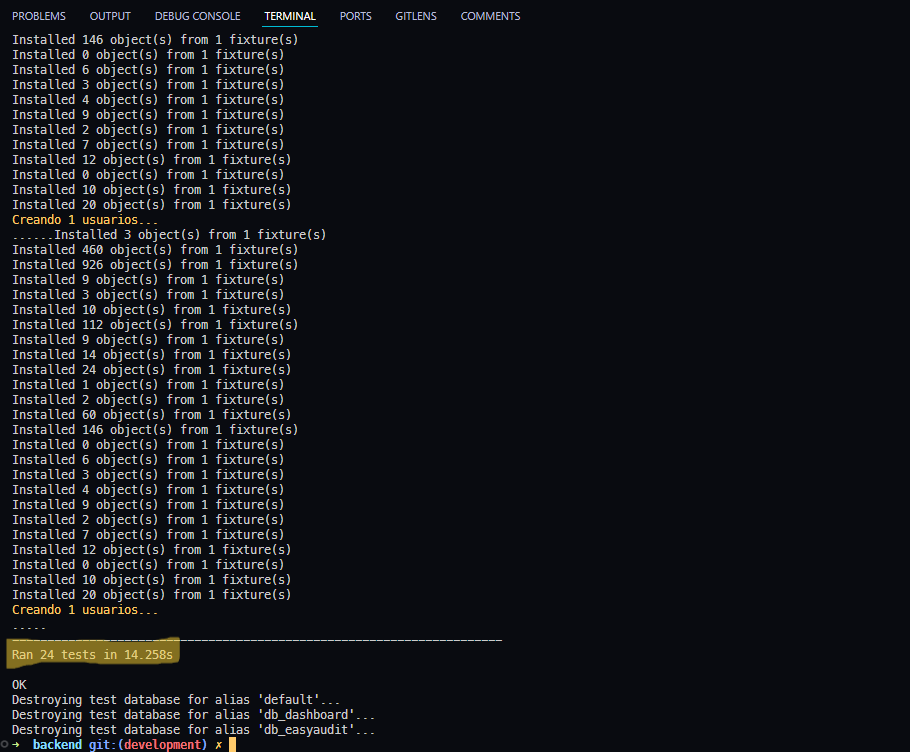 PROBLEMS OUTPUT DEBUG CONSOLE TERMINAL PORTS GITLENS COMMENTS
Installed 146 object(s) from 1 fixture(s)
Installed 0 object(s) from 1 fixture(s)
Installed 6 object(s) from 1 fixture(s)
Installed 3 object(s) from 1 fixture(s)
Installed 4 object(s) from 1 fixture(s)
Installed 9 object(s) from 1 fixture(s)
Installed 2 object(s) from 1 fixture(s)
Installed 7 object(s) from 1 fixture(s)
Installed 12 object(s) from 1 fixture(s)
Installed 0 object(s) from 1 fixture(s)
Installed 10 object(s) from 1 fixture(s)
Installed 20 object(s) from 1 fixture(s)
Creando 1 usuarios...
......Installed 3 object(s) from 1 fixture(s)
Installed 460 object(s) from 1 fixture(s)
Installed 926 object(s) from 1 fixture(s)
Installed 9 object(s) from 1 fixture(s)
Installed 3 object(s) from 1 fixture(s)
Installed 10 object(s) from 1 fixture(s)
Installed 112 object(s) from 1 fixture(s)
Installed 9 object(s) from 1 fixture(s)
Installed 14 object(s) from 1 fixture(s)
Installed 24 object(s) from 1 fixture(s)
Installed 1 object(s) from 1 fixture(s)
Installed 2 object(s) from 1 fixture(s)
Installed 60 object(s) from 1 fixture(s)
Installed 146 object(s) from 1 fixture(s)
Installed 0 object(s) from 1 fixture(s)
Installed 6 object(s) from 1 fixture(s)
Installed 3 object(s) from 1 fixture(s)
Installed 4 object(s) from 1 fixture(s)
Installed 9 object(s) from 1 fixture(s)
Installed 2 object(s) from 1 fixture(s)
Installed 7 object(s) from 1 fixture(s)
Installed 12 object(s) from 1 fixture(s)
Installed 0 object(s) from 1 fixture(s)
Installed 10 object(s) from 1 fixture(s)
Installed 20 object(s) from 1 fixture(s)
Creando 1 usuarios...
.....
----------------------------------------------------------------------
Ran 24 tests in 14.258s
OK
Destroying test database for alias 'default'...
Destroying test database for alias 'db_dashboard'...
Destroying test database for alias 'db_easyaudit'...
➜ backend git:(development) ✗